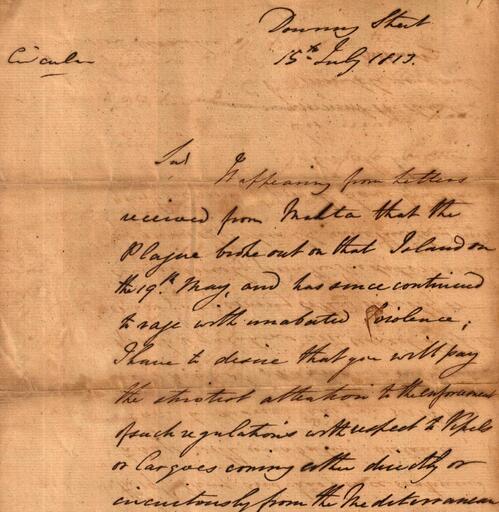 Downing Street
15th July 1813.
Circular
Sir
It appearing from Letters
received from Malta that the
Plague broke out on that Island on
the 19th May, and has since continued
to rage with unabated Violence;
I have to desire that you will pay
the strictest attention to the enforcement
of such regulations with respect to Vessels
or Cargoes coming either directly or
circuitously from the Mediterranean